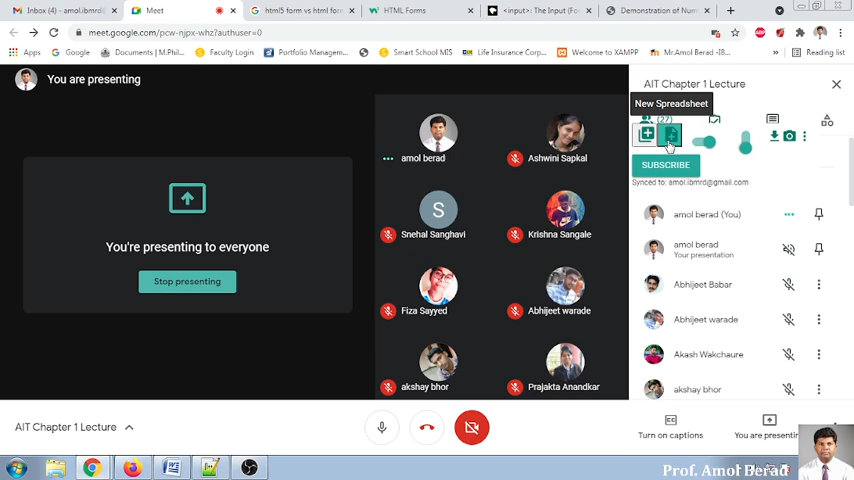 Inbox (4) - amol.ibmrd@gmail.co
Meet
html5 form vs html for
HTML Forms
<input>: The Input (Fo
Demonstration of Nu
meet.google.com/pcw-njpx-whz?authuser=0
Apps
Google
Documents | M.Phil...
Faculty Login
Portfolio Managem...
Smart School MIS
Life Insurance Corp...
Welcome to XAMPP
Mr.Amol Berad -IB...
»
Reading list
You are presenting
AIT Chapter 1 Lecture
New Spreadsheet
(27)
SUBSCRIBE
Synced to: amol.ibmrd@gmail.com
amol berad
Ashwini Sapkal
S
Snehal Sanghavi
Krishna Sangale
You're presenting to everyone
Stop presenting
Fiza Sayyed
Abhijeet warade
akshay bhor
Prajakta Anandkar
amol berad (You)
amol berad
Your presentation
Abhijeet Babar
Abhijeet warade
Akash Wakchaure
akshay bhor
AIT Chapter 1 Lecture
Turn on captions
You are presentin
Prof. Amol Berad